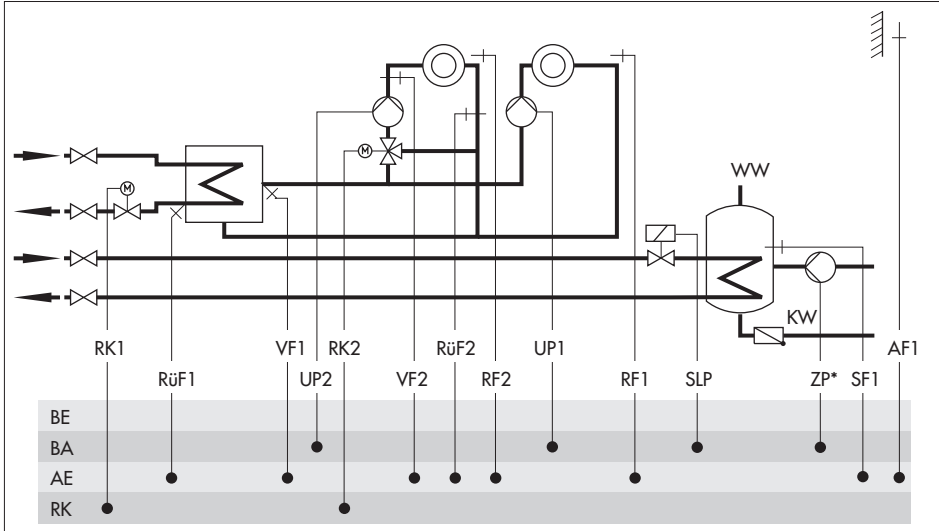 M
M
WW
KW
RK1 VF1 RK2 RüF2 UP1 AF1
RüF1 UP2 VF2 RF2 RF1 SLP ZP* SF1
BE
BA
AE
RK